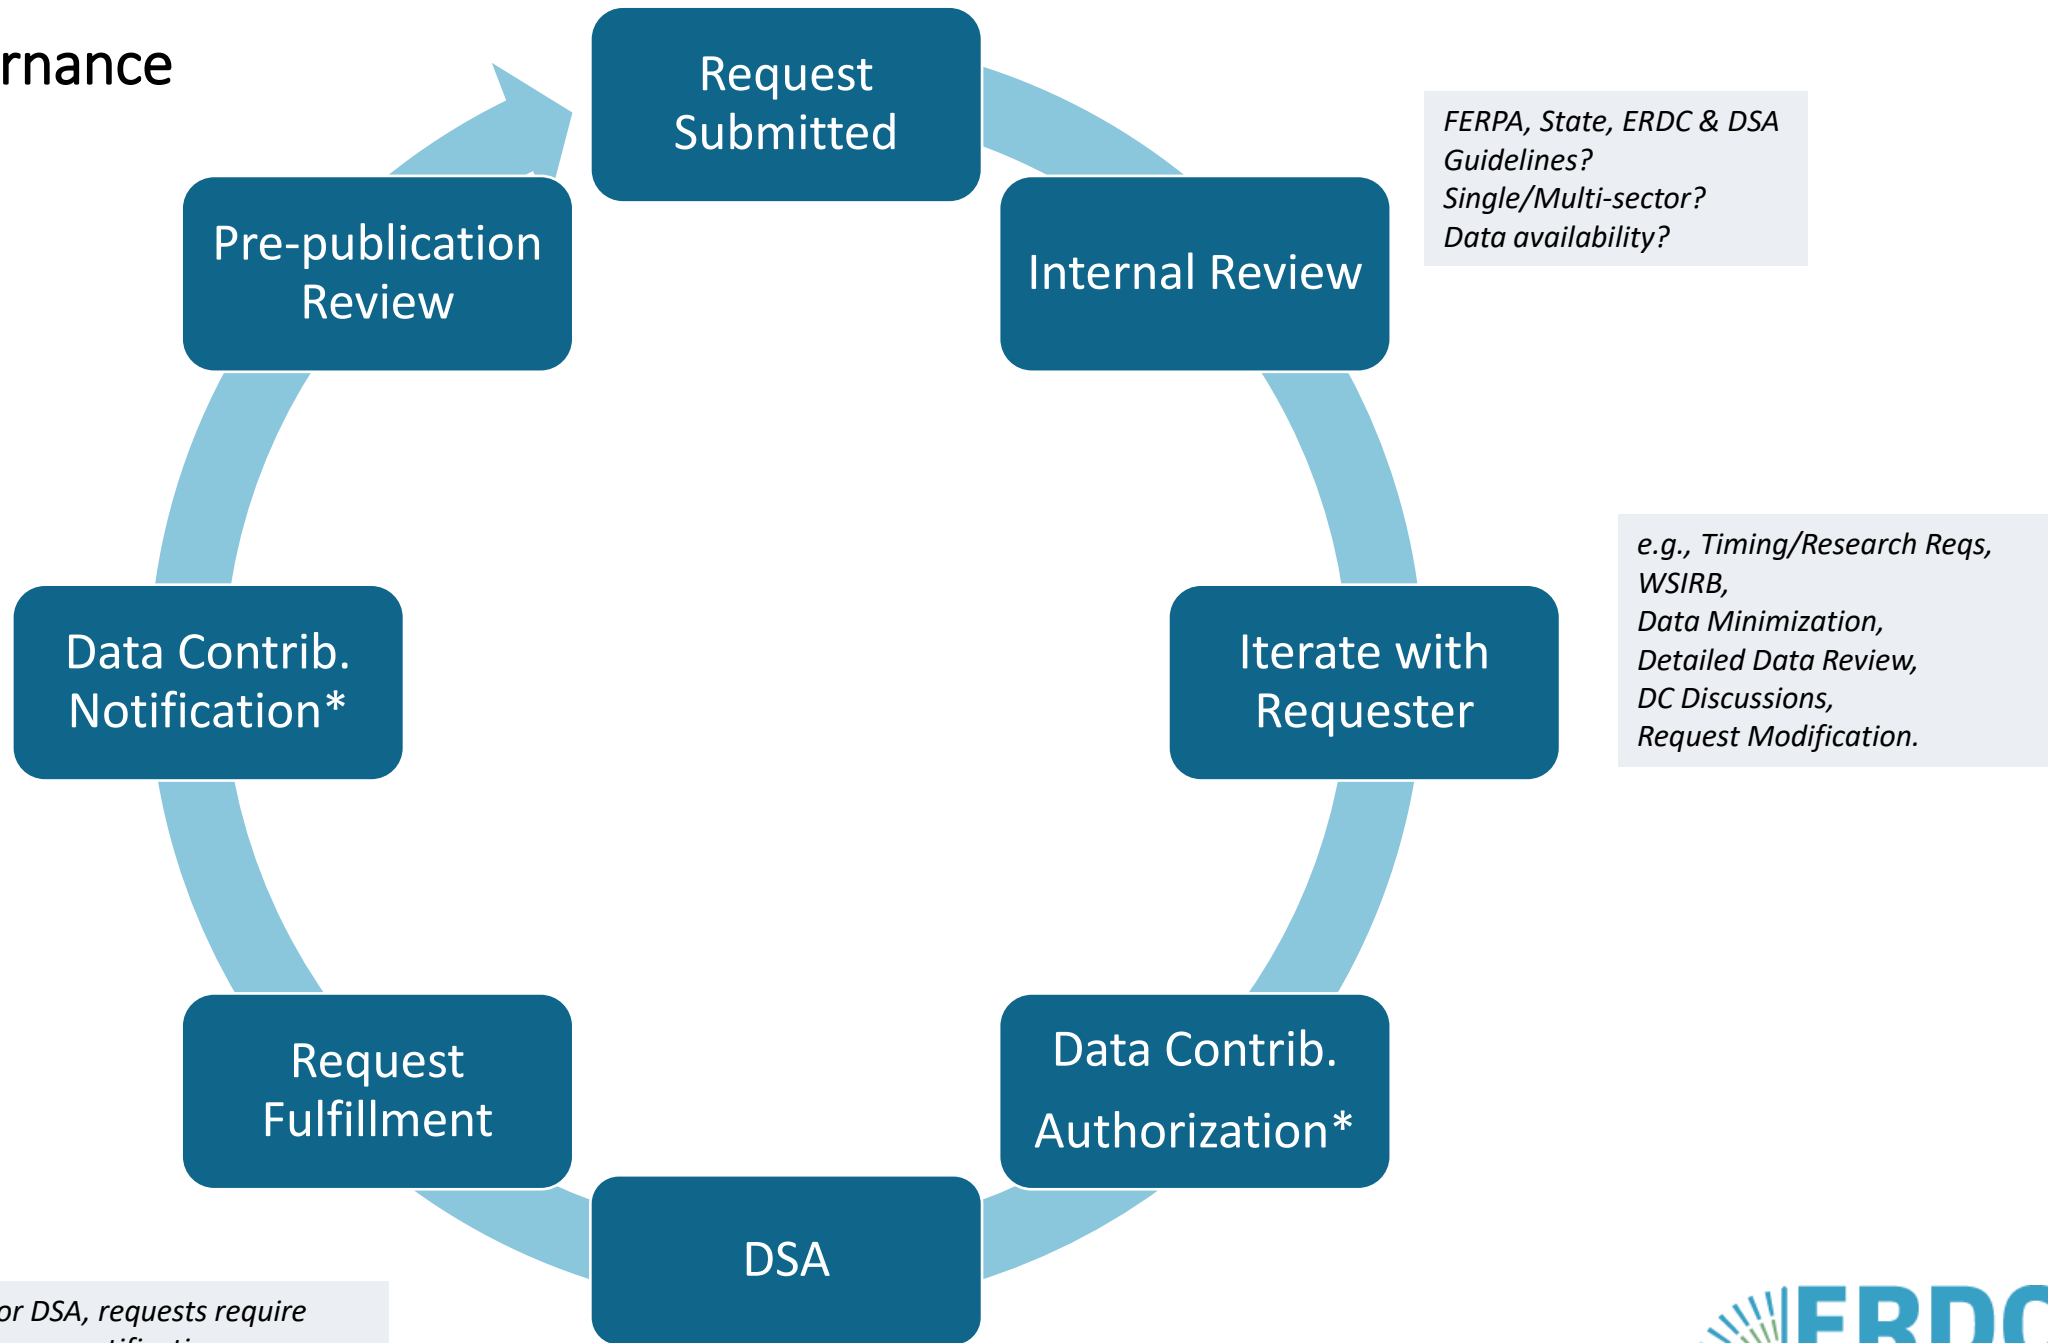 rnance
Request
Submitted
FERPA, State, ERDC & DSA
Guidelines?
Single/Multi-sector?
Data availability?
Internal Review
Pre-publication
Review
e.g., Timing/Research Reqs,
WSIRB,
Data Minimization,
Detailed Data Review,
DC Discussions,
Request Modification.
Iterate with
Requester
Data Contrib.
Notification*
Data Contrib.
Authorization*
Request
Fulfillment
DSA
or DSA, requests require
ERDC